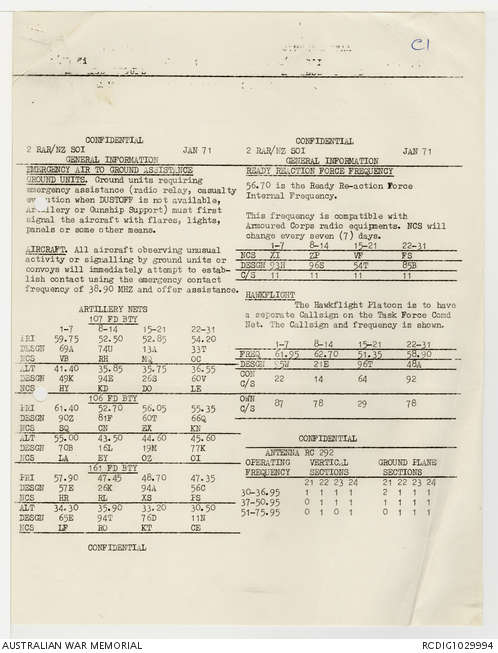 C1
CONFIDENTIAL
2 RAR/NZ SOI JAN 71
GENERAL INFORMATION
EMERGENCY AIR TO GROUND ASSISTANCE
GROUND UNITS. Ground units requiring
emergency assistance (radio relay, casualty
when DUSTOFF is not available,
Artillery or Gunship Support) must first
signal the aircraft with flares, lights,
panels or some other means.
AIRCRAFT. All aircraft observing unusual
activity or signalling by ground units or
convoys will immediately attempt to estab-
lish contact using the emergency contact
frequency of 38.90 MHZ and offer assistance.
ARTILLERY NETS
107 FD BTY
1-7 8-14 15-21 22-31
PRI 59.75 52.50 52.85 54.20
DESGN 69A 74U 13A 33T
NCS VB RH MQ OC
ALT 41.40 35.85 35.75 36.55
DESGN 49K 94E 26S 60V
NCS HY KD DO LE
106 FD BTY
PRI 61.40 52.70 56.05 55.35
DESGN 90Z 81F 60T 66Q
NCS SQ CN EX KN
ALT 55.00 43.50 44.60 45.60
DESGN 70B 16L 19M 77K
NCS LA EY OZ OI
161 FD BTY
PRI 57.90 47.45 48.70 47.35
DESGN 57E 26K 94A 56C
NCS HR RL XS PS
ALT 34.30 35.90 33.20 30.50
DESGN 65E 94T 76D 11N
NCS LF RO KT CE
CONFIDENTIAL
CONFIDENTIAL
2 RAR/NZ SOI JAN 71
GENERAL INFORMATION
READY REACTION FORCE FREQUENCY
56.70 is the Ready Re-action Force
Internal Frequency.
This frequency is compatible with
Armoured Corps radio equipments. NCS will
change every seven (7) days.
1-7 8-14 15-21 22-31
NCS ZI ZP VF FS
DESGN 93N 96S 54T 85B
C/S 11 11 11 11
HAWKFLIGHT
The Hawkflight Platoon is to have
a separate Callsign on the Task Force Comd
Net. The Callsign and frequency is shown.
1-7 8-14 15-21 22-31
FREQ 61.95 62.70 51.35 58.90
DESGN 55W 21E 96T 48A
CON
C/S 22 14 64 92
OWN
C/S 87 78 29 78
CONFIDENTIAL
ANTENNA RC 292
OPERATING VERTICAL GROUND PLANE
FREQUENCY SECTIONS SECTIONS
21 22 23 24 21 22 23 24
30-36.95 1 1 1 1 2 1 1 1
37-50.95 0 1 1 1 1 1 1 1
51-75.95 0 1 0 1 0 1 1 1
AUSTRALIAN WAR MEMORIAL RCDIG1029994